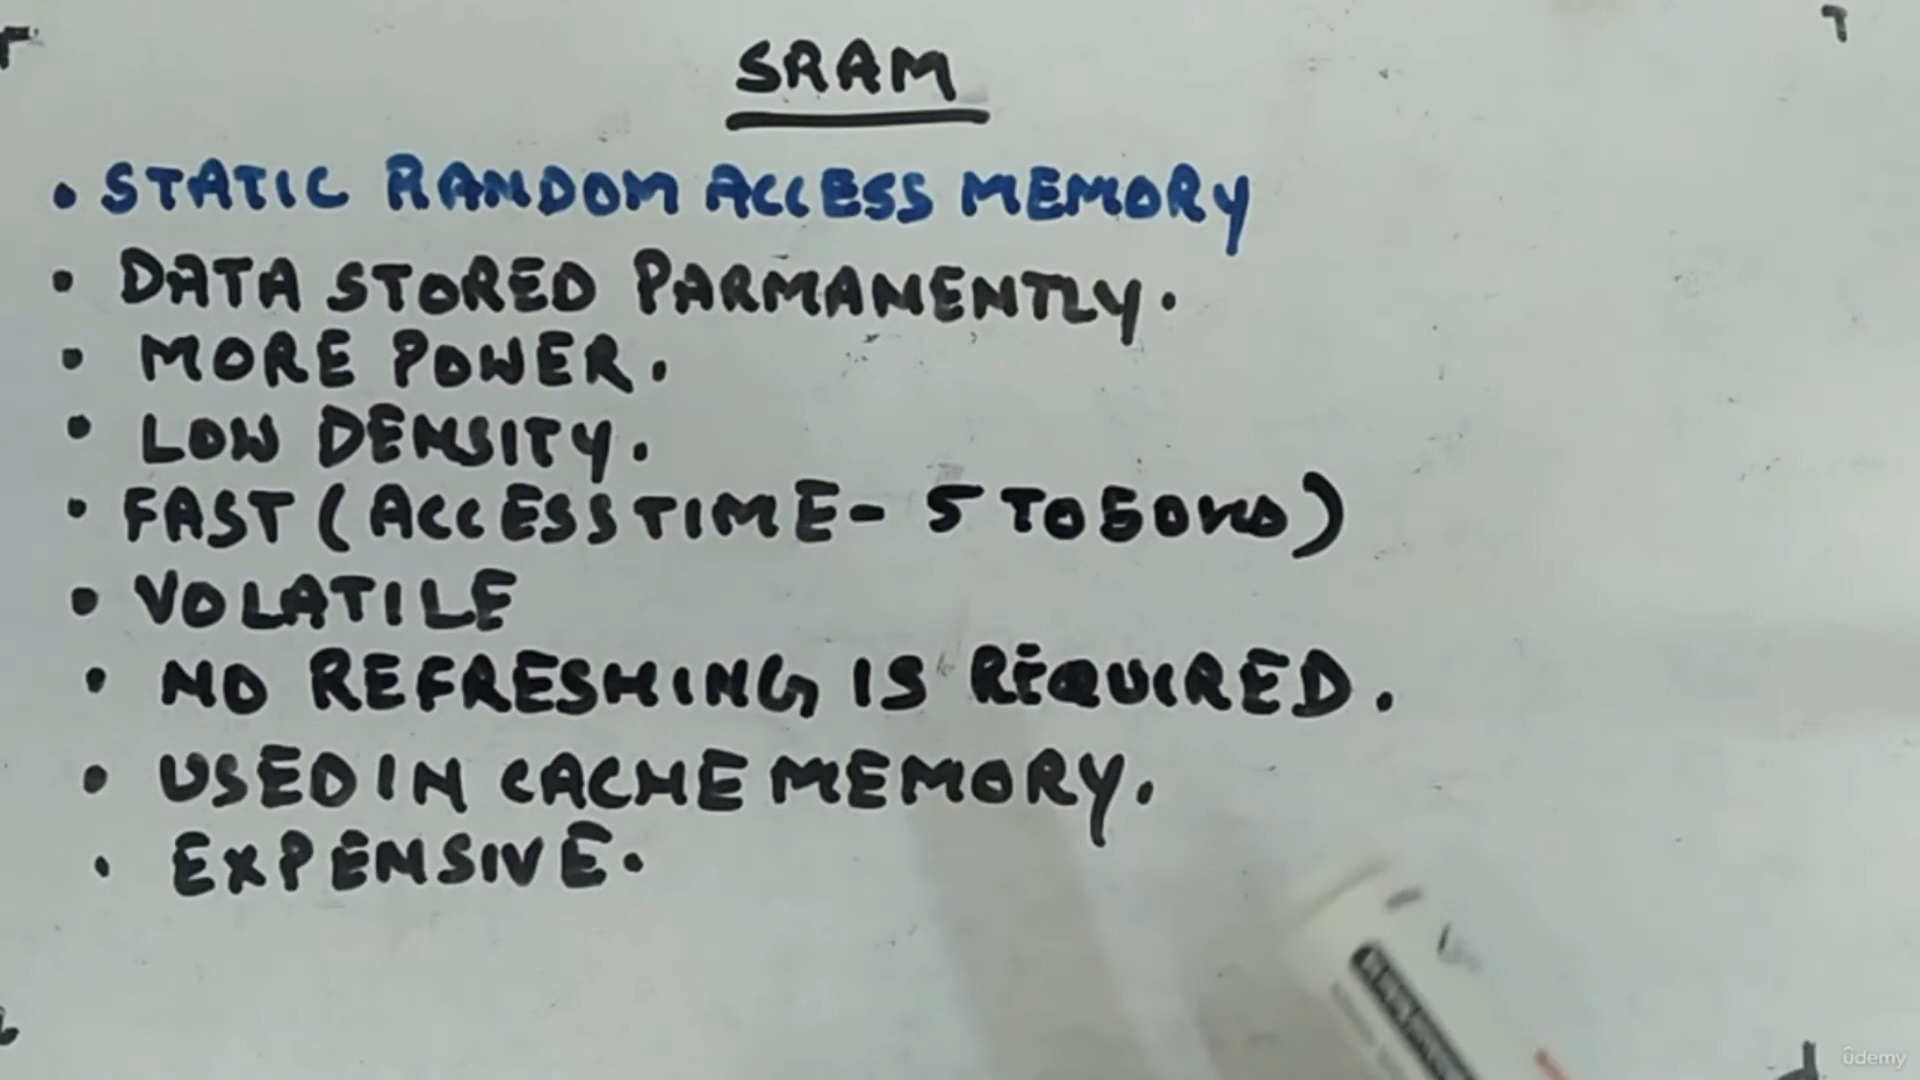 SRAM
• STATIC RANDOM ACCESS MEMORY
• DATA STORED PARMANENTLY.
• MORE POWER.
• LOW DENSITY.
• FAST (ACCESS TIME - 5 TO 50 ns)
• VOLATILE
• NO REFRESHING IS REQUIRED.
• USED IN CACHE MEMORY.
• EXPENSIVE.
ûdemy